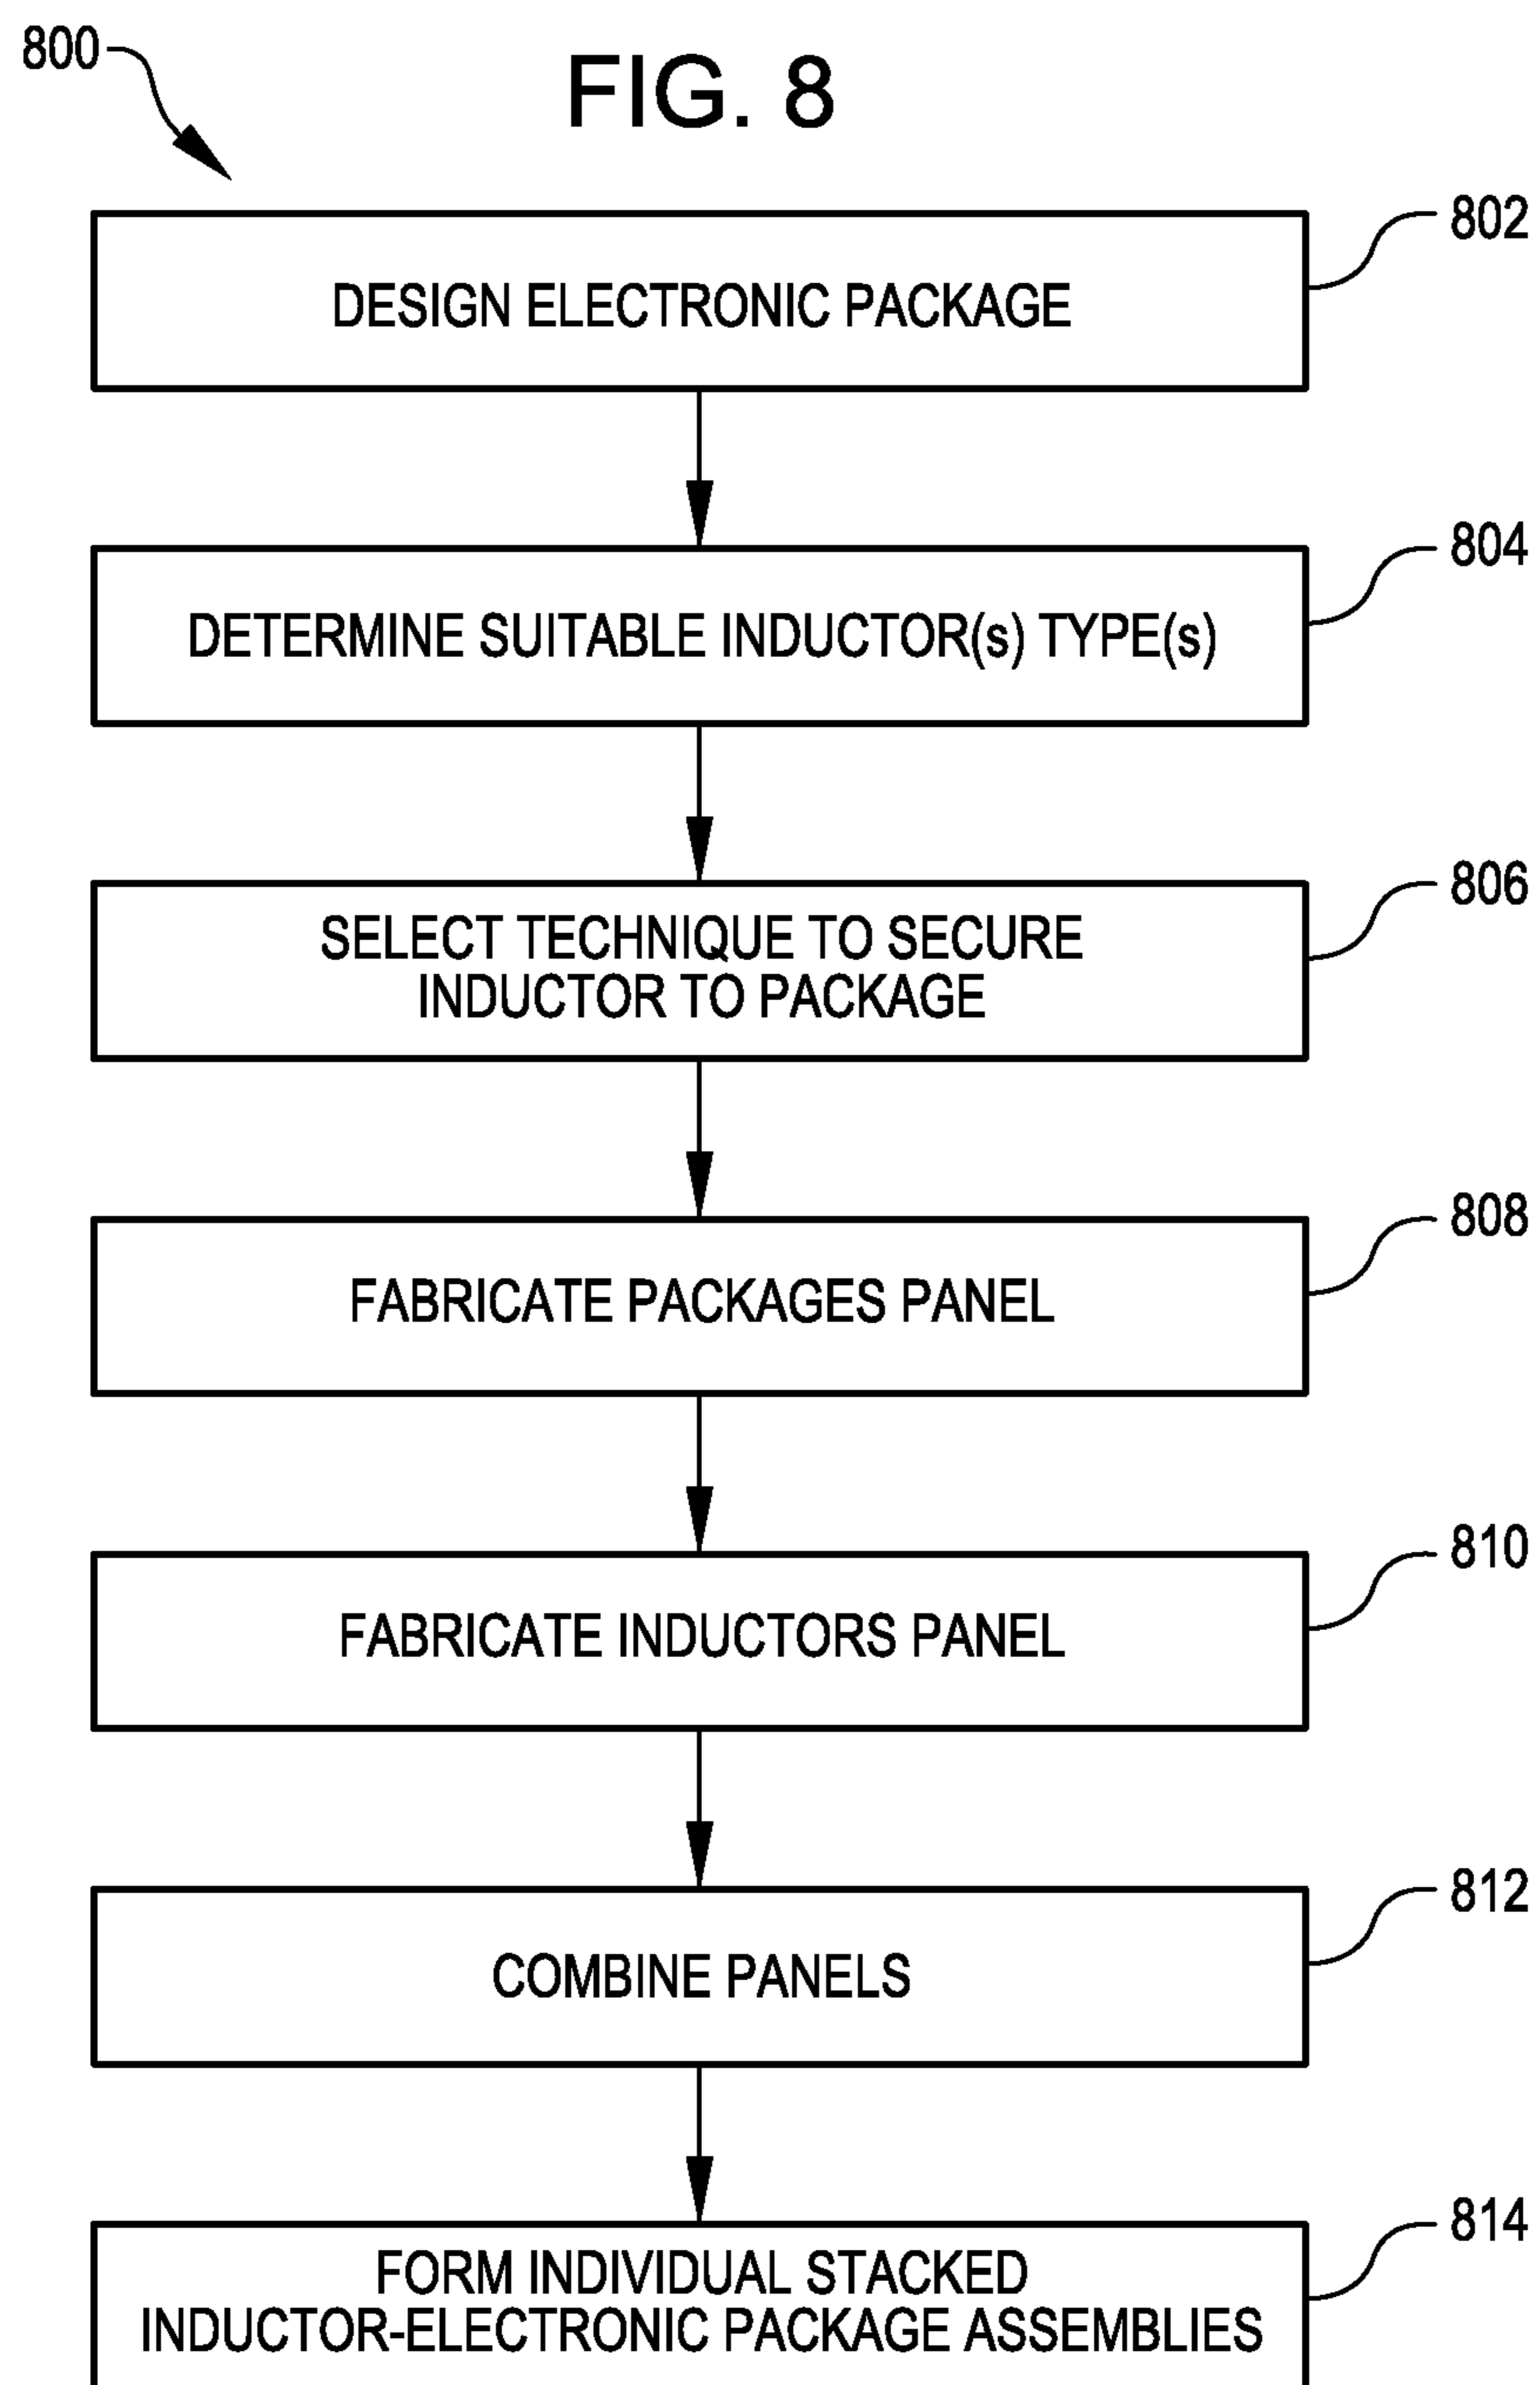 800
FIG. 8
802
DESIGN ELECTRONIC PACKAGE
804
DETERMINE SUITABLE INDUCTOR(s) TYPE(s)
806
SELECT TECHNIQUE TO SECURE
INDUCTOR TO PACKAGE
808
FABRICATE PACKAGES PANEL
810
FABRICATE INDUCTORS PANEL
812
COMBINE PANELS
814
FORM INDIVIDUAL STACKED
INDUCTOR-ELECTRONIC PACKAGE ASSEMBLIES